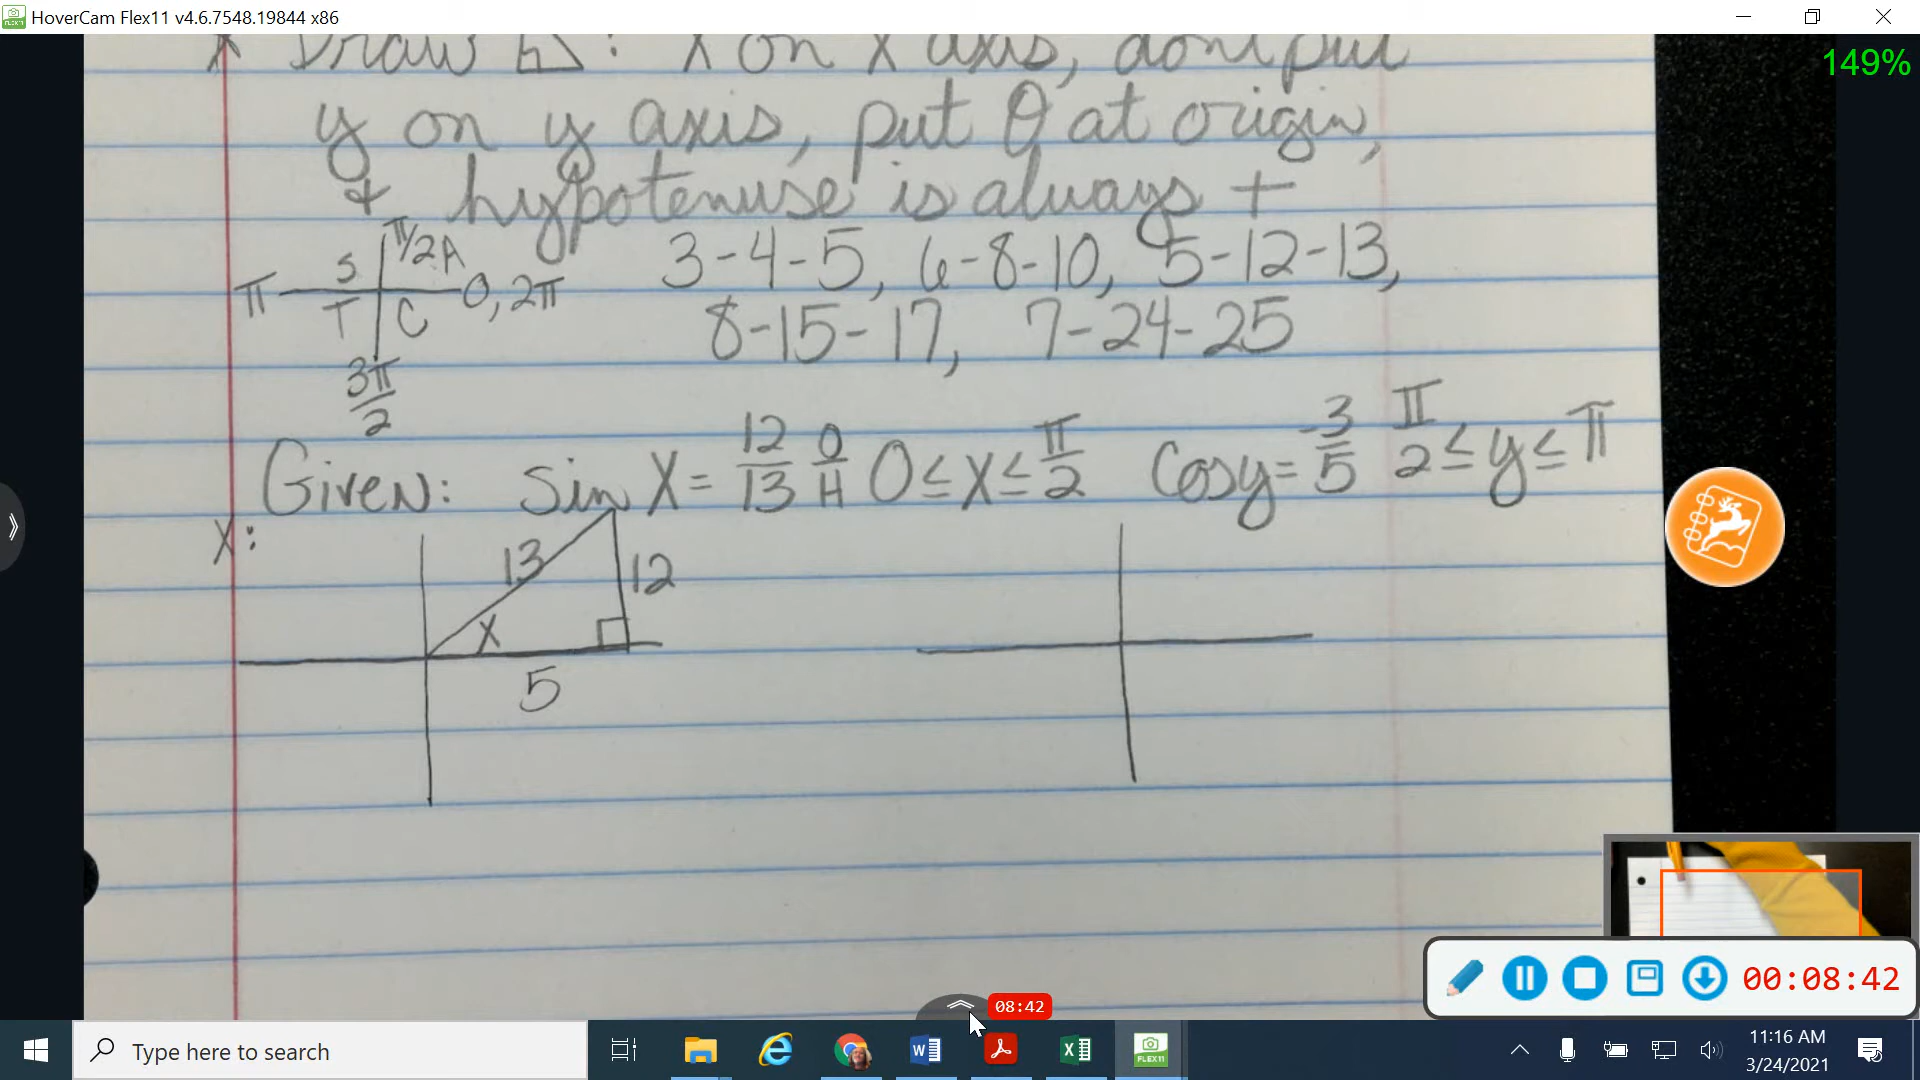 HoverCam Flex11 v4.6.7548.19844 x86
149%
* Draw : X on X axis, dont put
y on y axis, put θ at origin,
+ hypotenuse is always +
S π/2 A
π 0, 2π
T C
3π/2
3-4-5, 6-8-10, 5-12-13,
8-15-17, 7-24-25
Given: Sin X = 12/13 O/H 0 ≤ X ≤ π/2 Cos y = -3/5 π/2 ≤ y ≤ π
X:
13
12
X
5
00:08:42
08:42
Type here to search
FLEX11
11:16 AM
3/24/2021